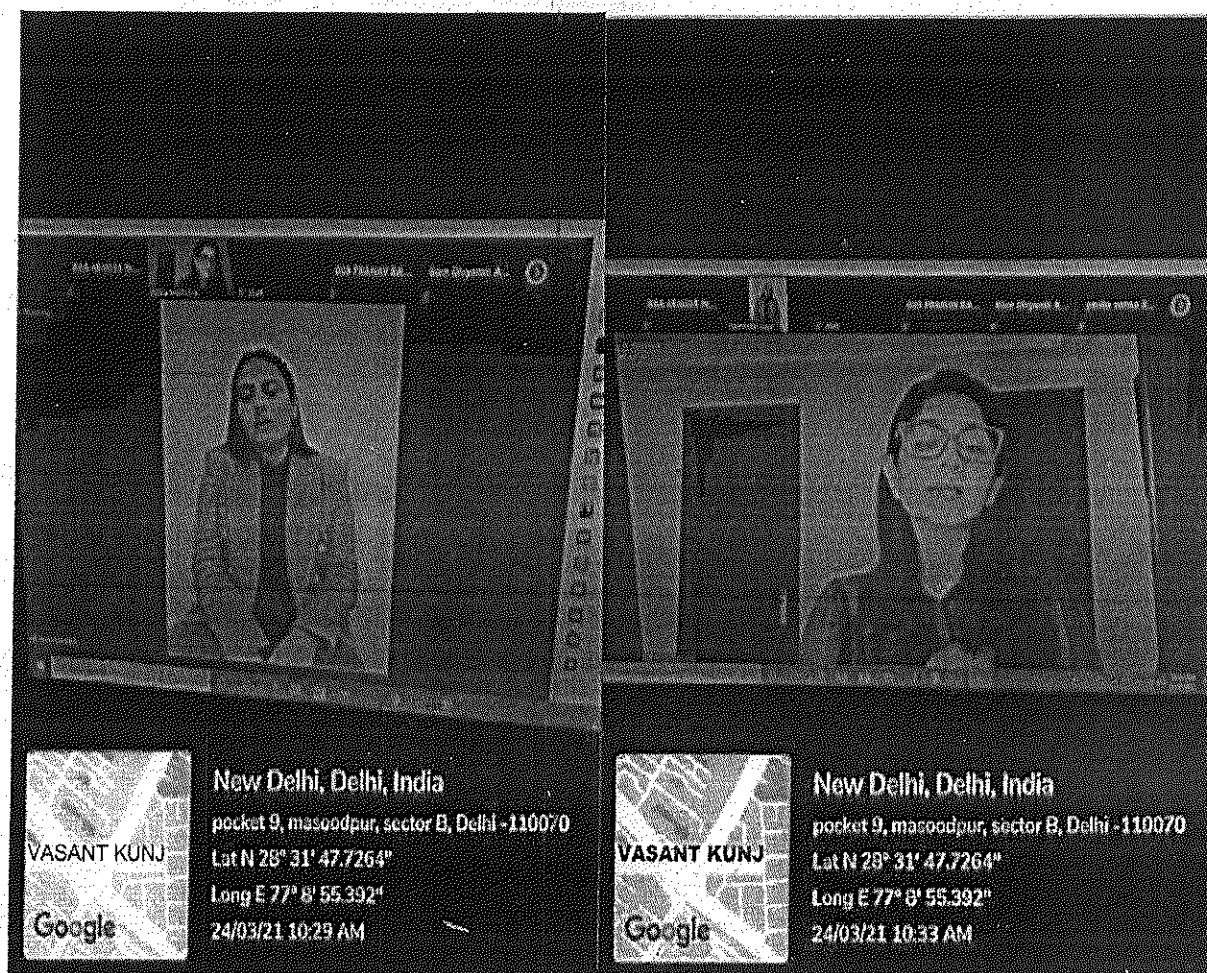 New Delhi, Delhi, India
pocket 9, masoodpur, sector B, Delhi -110070
Lat N 28° 31' 47.7264"
Long E 77° 8' 55.392"
24/03/21 10:29 AM
VASANT KUNJ
Google
New Delhi, Delhi, India
pocket 9, masoodpur, sector B, Delhi -110070
Lat N 28° 31' 47.7264"
Long E 77° 8' 55.392"
24/03/21 10:33 AM
VASANT KUNJ
Google